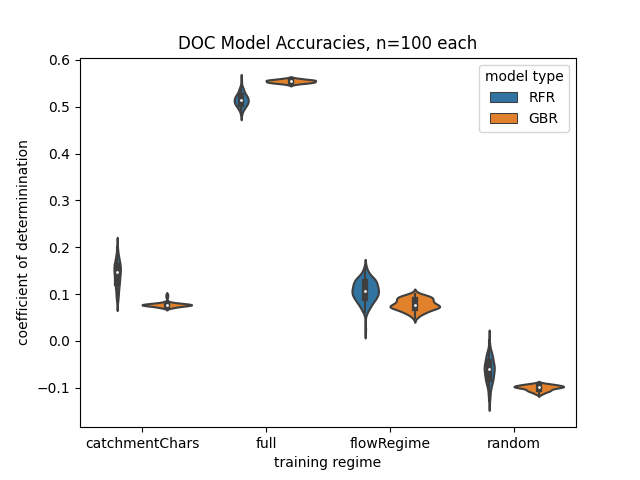 DOC Model Accuracies, n=100 each
model type
RFR
GBR
coefficient of determinination
0.6
0.5
0.4
0.3
0.2
0.1
0.0
−0.1
catchmentChars
full
flowRegime
random
training regime